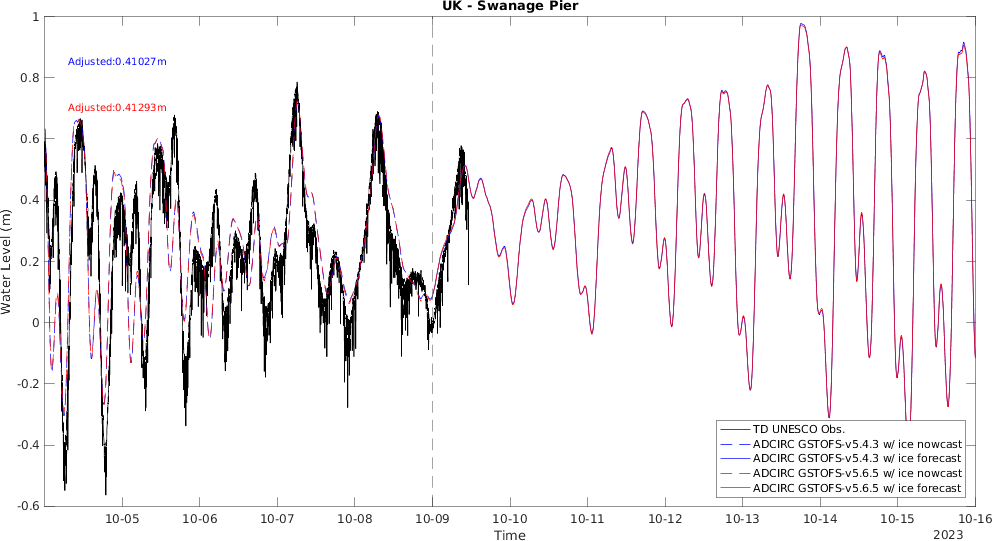 UK - Swanage Pier
Adjusted:0.41027m
Adjusted:0.41293m
Water Level (m)
1
0.8
0.6
0.4
0.2
0
-0.2
-0.4
-0.6
TD UNESCO Obs.
ADCIRC GSTOFS-v5.4.3 w/ ice nowcast
ADCIRC GSTOFS-v5.4.3 w/ ice forecast
ADCIRC GSTOFS-v5.6.5 w/ ice nowcast
ADCIRC GSTOFS-v5.6.5 w/ ice forecast
10-05 10-06 10-07 10-08 10-09 10-10 10-11 10-12 10-13 10-14 10-15 10-16
Time
2023